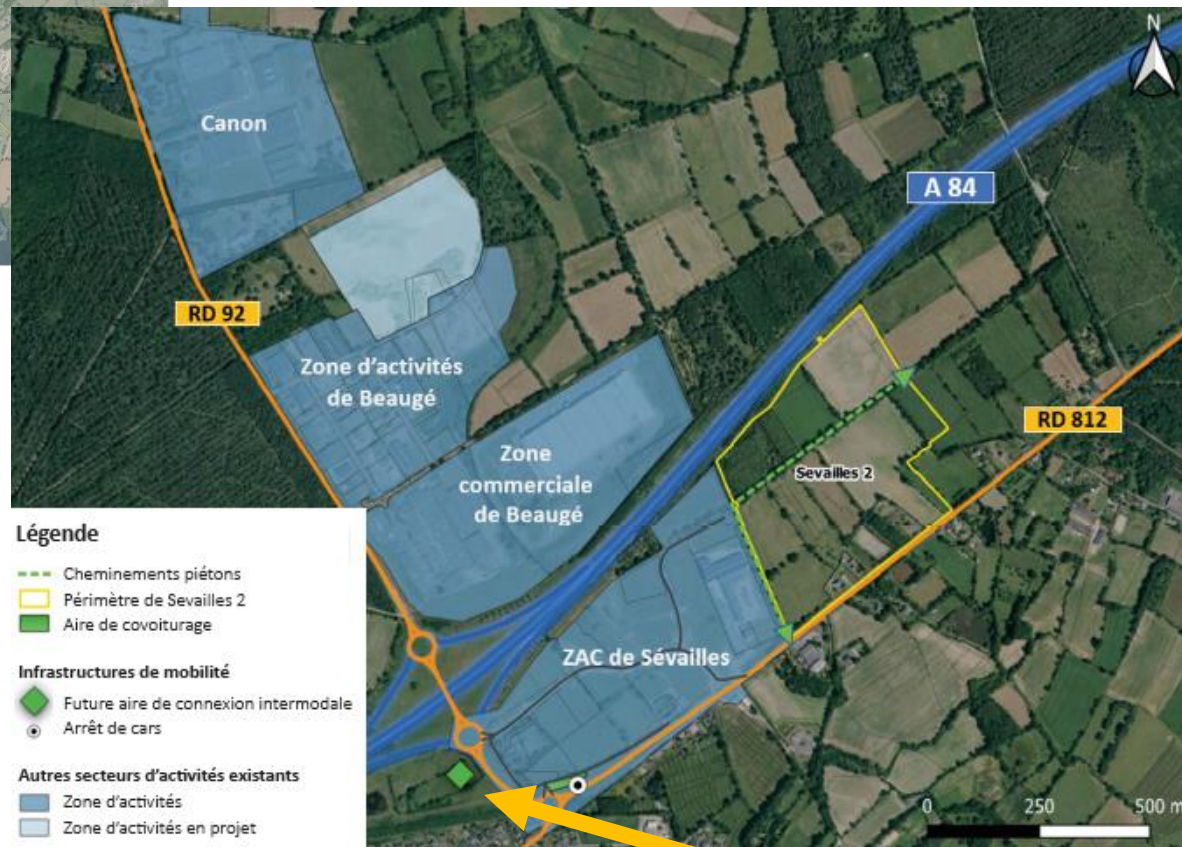 N
Canon
A 84
RD 92
Zone d'activités
de Beaugé
RD 812
Zone
commerciale
de Beaugé
Sevailles 2
ZAC de Sévailles
Légende
Cheminements piétons
Périmètre de Sevailles 2
Aire de covoiturage
Infrastructures de mobilité
Future aire de connexion intermodale
Arrêt de cars
Autres secteurs d'activités existants
Zone d'activités
Zone d'activités en projet
0 250 500 m